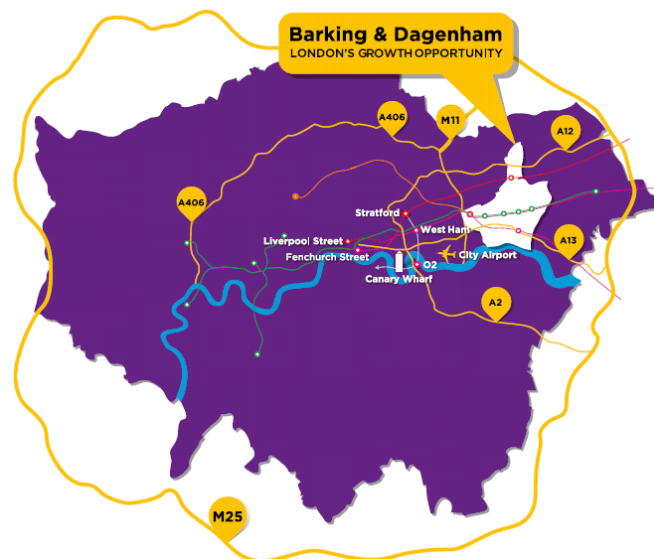 Barking & Dagenham
LONDON'S GROWTH OPPORTUNITY
A406
M11
A12
A406
Stratford
West Ham
Liverpool Street
Fenchurch Street
City Airport
A13
O2
Canary Wharf
A2
M25